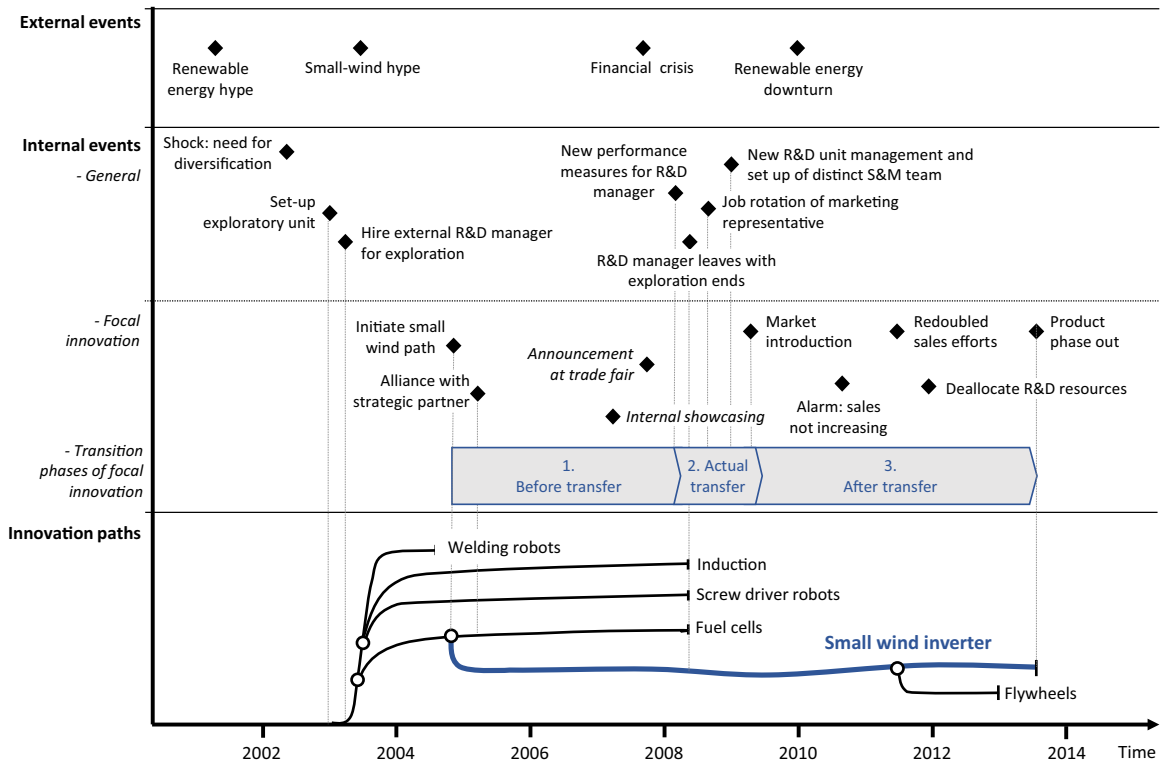 External events
Renewable
energy hype
Small-wind hype
Financial crisis
Renewable energy
downturn
Internal events
- General
Shock: need for
diversification
Set-up
exploratory unit
Hire external R&D manager
for exploration
New performance
measures for R&D
manager
New R&D unit management and
set up of distinct S&M team
Job rotation of marketing
representative
R&D manager leaves with
exploration ends
- Focal
innovation
Initiate small
wind path
Alliance with
strategic partner
Announcement
at trade fair
Internal showcasing
Market
introduction
Redoubled
sales efforts
Product
phase out
Alarm: sales
not increasing
Deallocate R&D resources
- Transition
phases of focal
innovation
1.
Before transfer
2. Actual
transfer
3.
After transfer
Innovation paths
Welding robots
Induction
Screw driver robots
Fuel cells
Small wind inverter
Flywheels
2002 2004 2006 2008 2010 2012 2014 Time